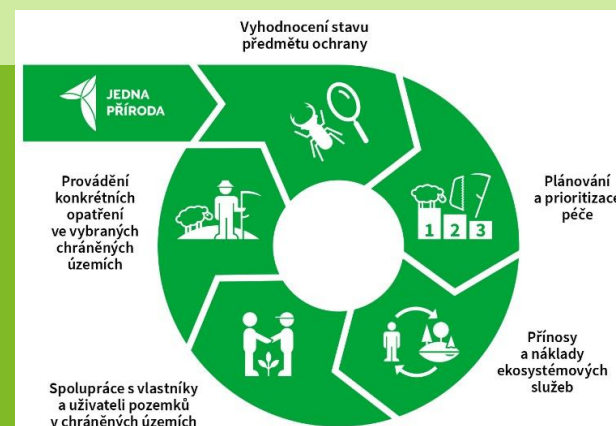 Vyhodnocení stavu
předmětu ochrany
JEDNA
PŘÍRODA
Plánování
a prioritizace
péče
1 2 3
Přínosy
a náklady
ekosystémových
služeb
Spolupráce s vlastníky
a uživateli pozemků
v chráněných územích
Provádění
konkrétních
opatření
ve vybraných
chráněných
územích